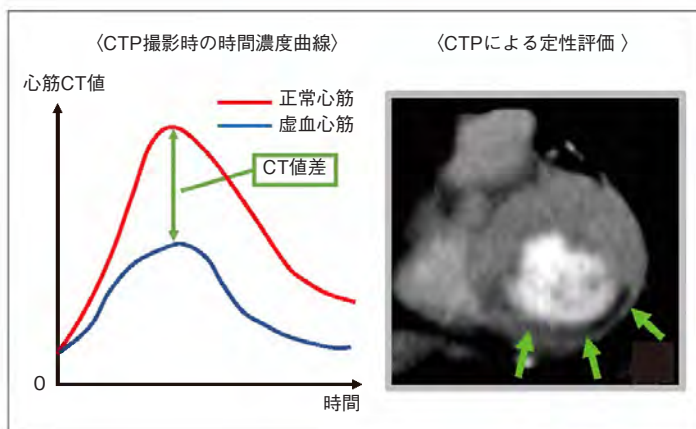 〈CTP撮影時の時間濃度曲線〉
〈CTPによる定性評価 〉
心筋CT値
正常心筋
虚血心筋
CT値差
0
時間